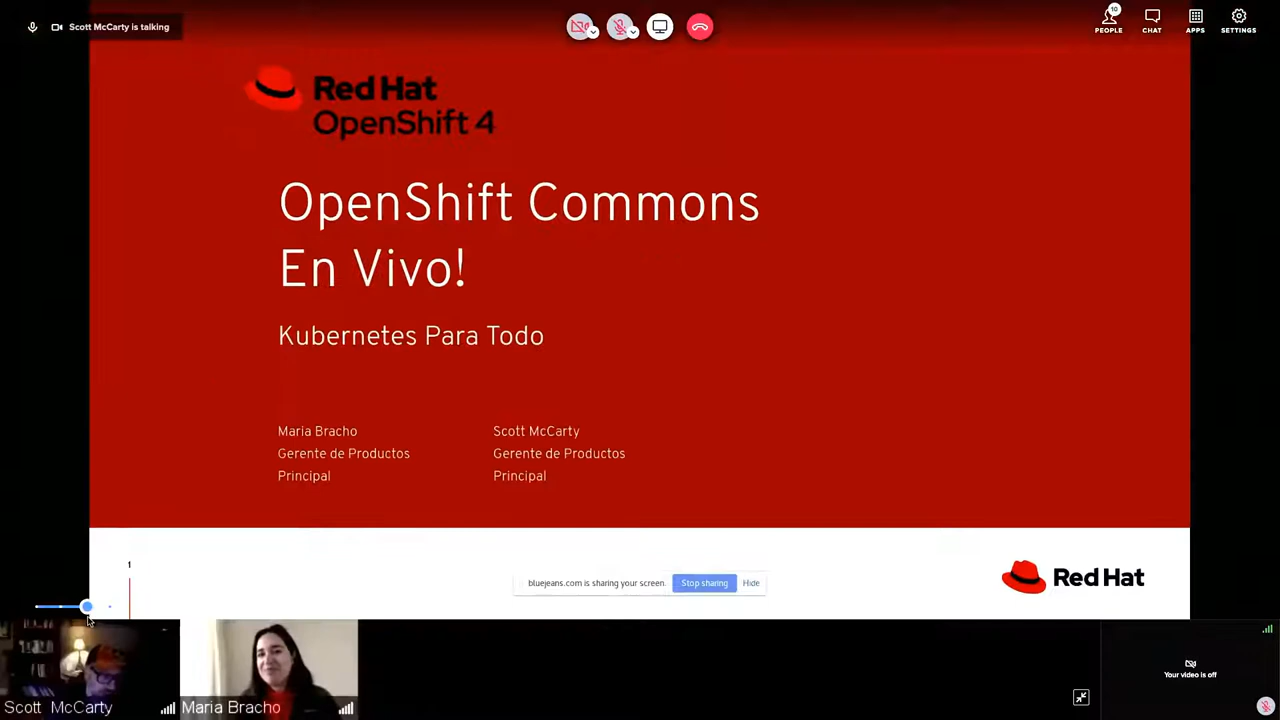 Scott McCarty is talking
10
PEOPLE
CHAT
APPS
SETTINGS
Red Hat
OpenShift 4
OpenShift Commons
En Vivo!
Kubernetes Para Todo
Maria Bracho
Gerente de Productos
Principal
Scott McCarty
Gerente de Productos
Principal
1
bluejeans.com is sharing your screen.
Stop sharing
Hide
Red Hat
Scott McCarty
Maria Bracho
Your video is off